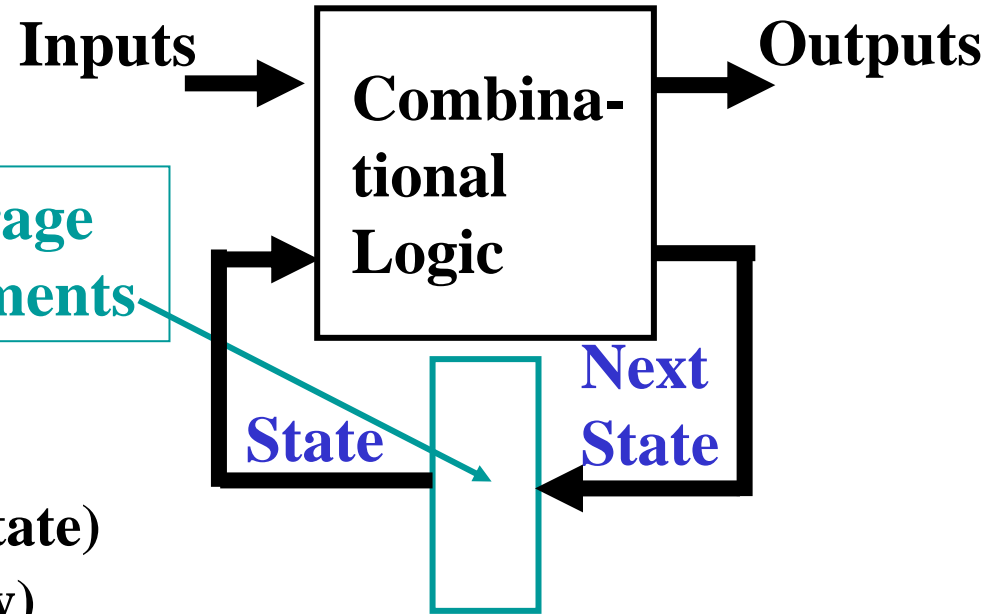 Inputs
Outputs
Combina-
tional
Logic
age
ments
Next
State
State
tate)
y)